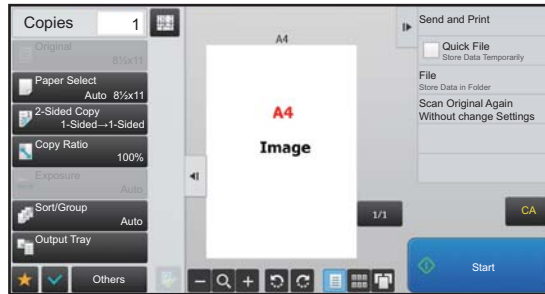 Copies 1
Original
8½x11
Paper Select
Auto 8½x11
2-Sided Copy
1-Sided→1-Sided
Copy Ratio
100%
Exposure
Auto
Sort/Group
Auto
Output Tray
Others
A4
A4
Image
1/1
Send and Print
Quick File
Store Data Temporarily
File
Store Data in Folder
Scan Original Again
Without change Settings
CA
Start